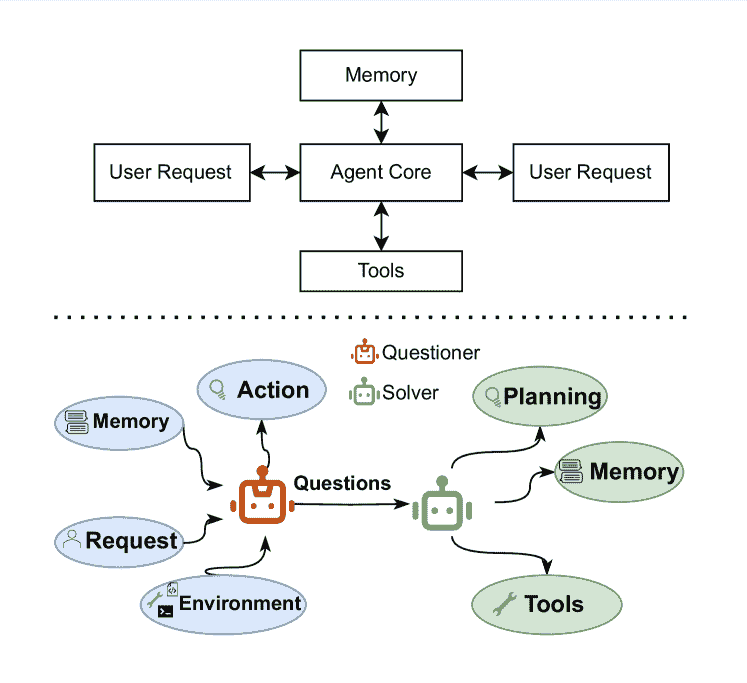 Memory
User Request
Agent Core
User Request
Tools
Questioner
Solver
Action
Memory
Planning
Memory
Questions
Request
Environment
Tools